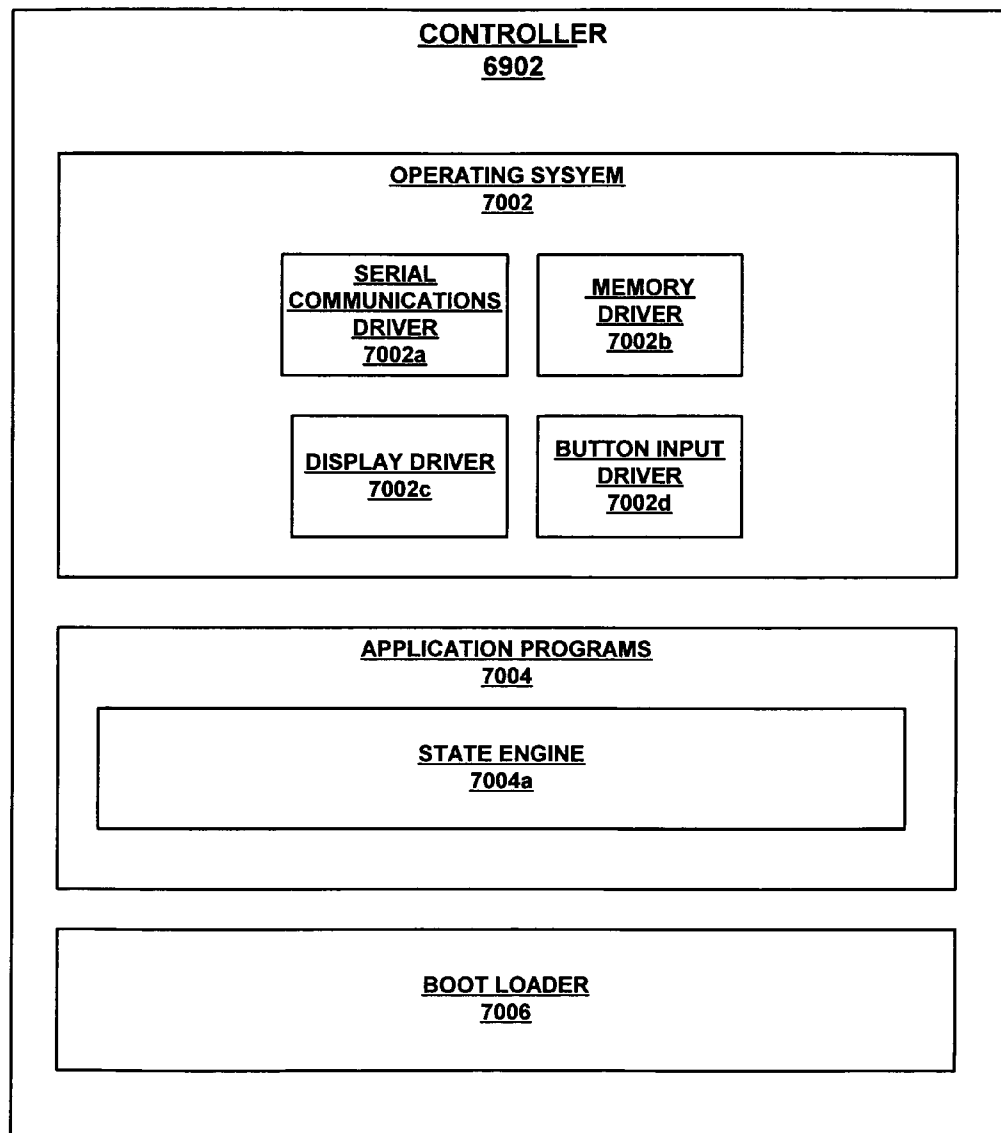 CONTROLLER
6902
OPERATING SYSYEM
7002
SERIAL
COMMUNICATIONS
DRIVER
7002a
MEMORY
DRIVER
7002b
DISPLAY DRIVER
7002c
BUTTON INPUT
DRIVER
7002d
APPLICATION PROGRAMS
7004
STATE ENGINE
7004a
BOOT LOADER
7006